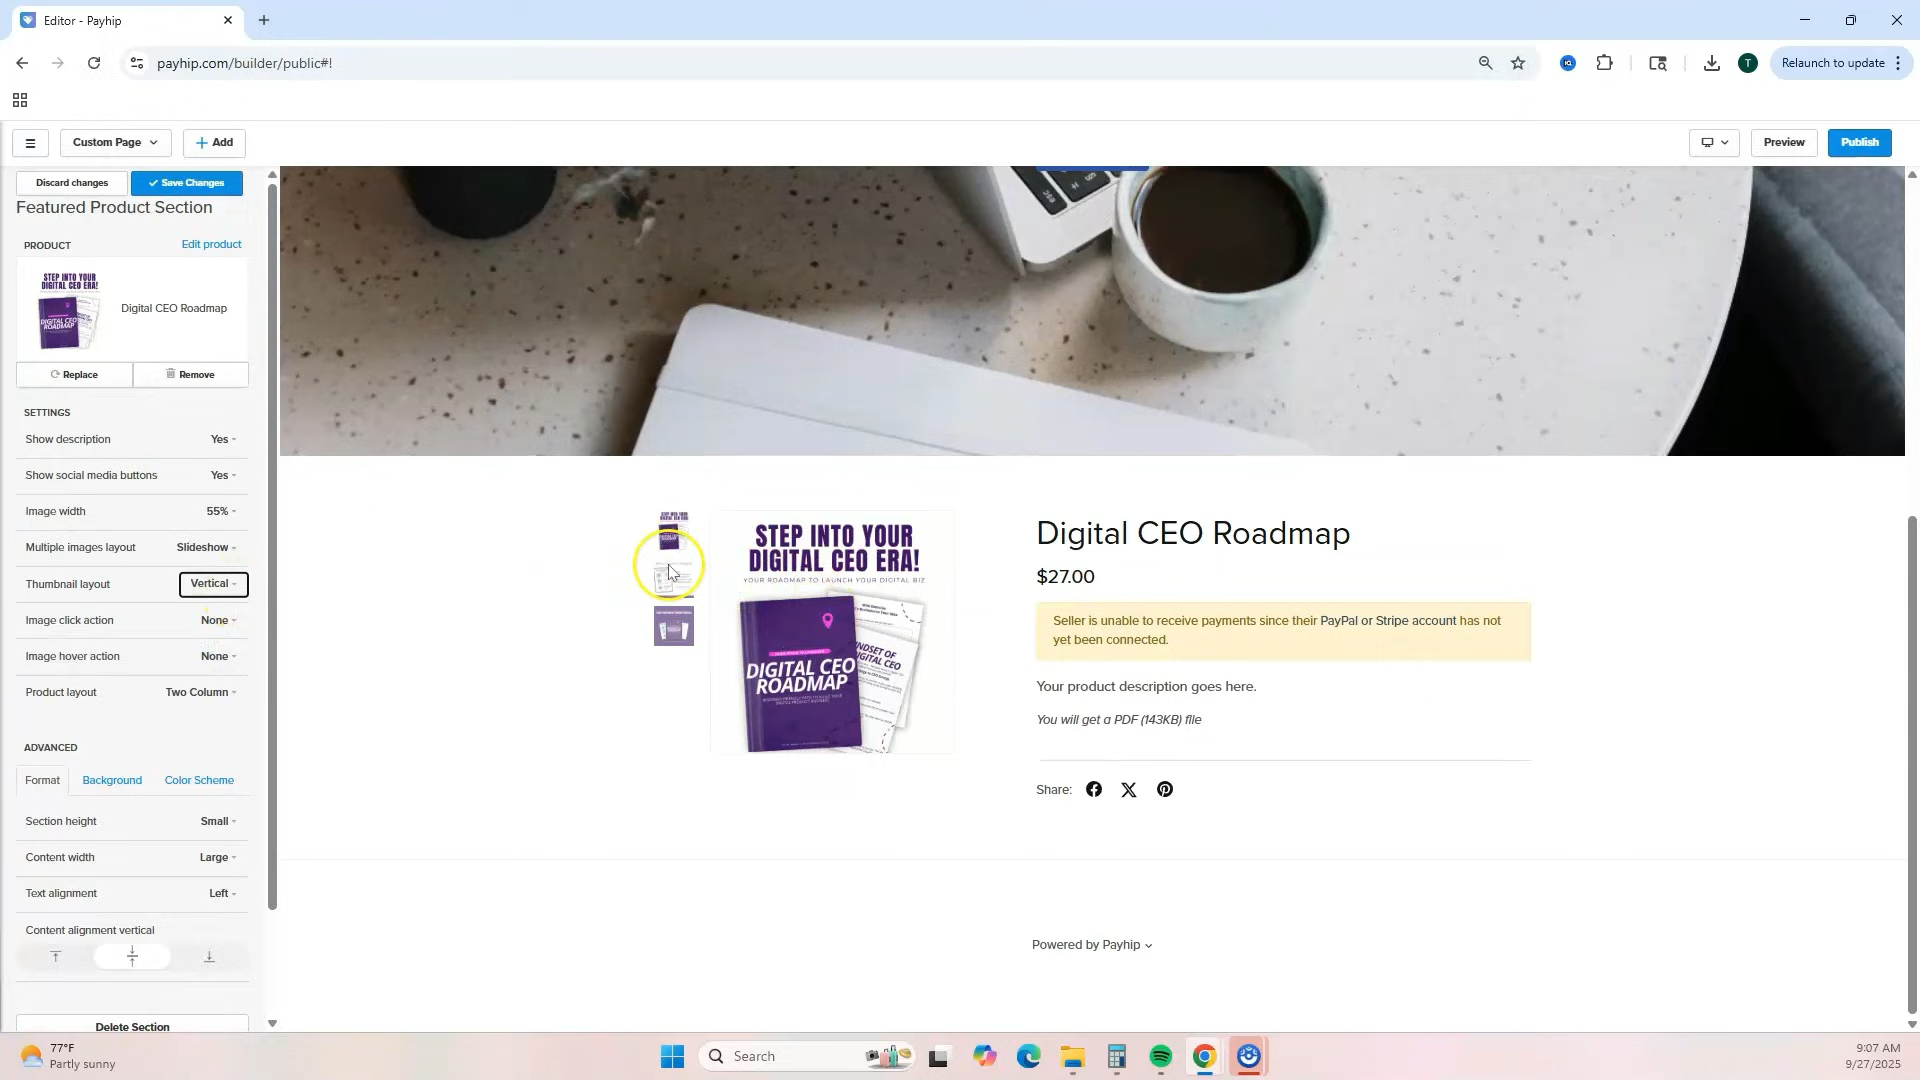 Editor - Payhip
payhip.com/builder/public#!
Relaunch to update
T
Custom Page
Add
Preview
Publish
Discard changes
Save Changes
Featured Product Section
PRODUCT
Edit product
STEP INTO YOUR
DIGITAL CEO ERA!
DIGITAL CEO
ROADMAP
Digital CEO Roadmap
Replace
Remove
SETTINGS
Show description
Yes
Show social media buttons
Yes
Image width
55%
Multiple images layout
Slideshow
Thumbnail layout
Vertical
Image click action
None
Image hover action
None
Product layout
Two Column
ADVANCED
Format
Background
Color Scheme
Section height
Small
Content width
Large
Text alignment
Left
Content alignment vertical
Delete Section
STEP INTO YOUR
DIGITAL CEO ERA!
YOUR ROADMAP TO LAUNCH YOUR DIGITAL BIZ
DIGITAL CEO
ROADMAP
Digital CEO Roadmap
$27.00
Seller is unable to receive payments since their PayPal or Stripe account has not
yet been connected.
Your product description goes here.
You will get a PDF (143KB) file
Share:
Powered by Payhip
77°F
Partly sunny
Search
9:07 AM
9/27/2025